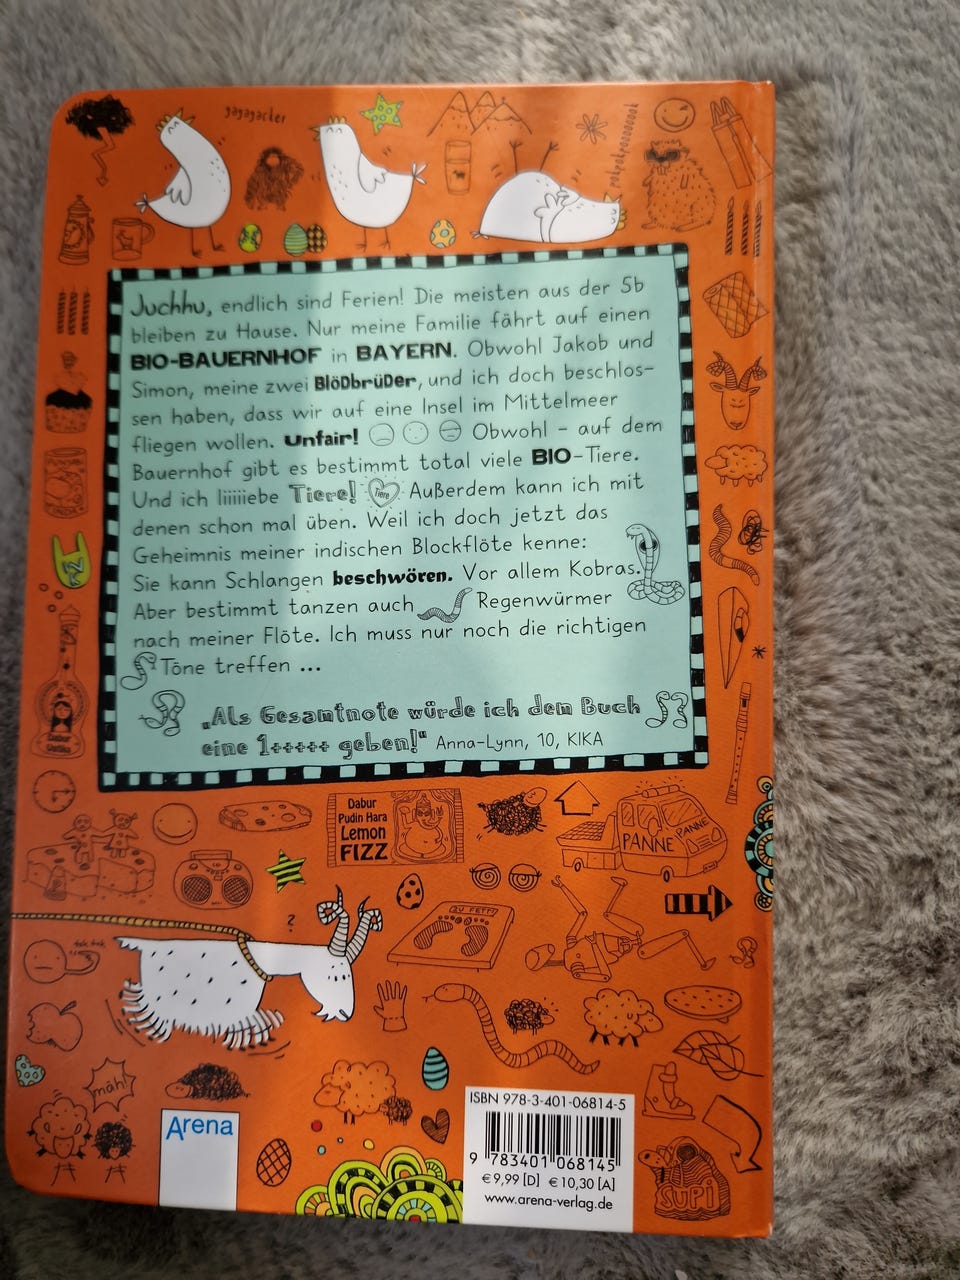 gagagacker
pokpokpoooooook
Juchhu, endlich sind Ferien! Die meisten aus der 5b
bleiben zu Hause. Nur meine Familie fährt auf einen
BIO-BAUERNHOF in BAYERN. Obwohl Jakob und
Simon, meine zwei BlöDbrüDer, und ich doch beschlos-
sen haben, dass wir auf eine Insel im Mittelmeer
fliegen wollen. Unfair! Obwohl – auf dem
Bauernhof gibt es bestimmt total viele BIO-Tiere.
Und ich liiiiiebe Tiere! Tiere Außerdem kann ich mit
denen schon mal üben. Weil ich doch jetzt das
Geheimnis meiner indischen Blockflöte kenne:
Sie kann Schlangen beschwören. Vor allem Kobras.
Aber bestimmt tanzen auch Regenwürmer
nach meiner Flöte. Ich muss nur noch die richtigen
Töne treffen ...
„Als Gesamtnote würde ich dem Buch
eine 1+++++ geben!" Anna-Lynn, 10, KIKA
Dabur
Vatika
Dabur
Pudin Hara
Lemon
FIZZ
PANNE
PANNE
ZU FETT!
?
tok tok
mäh!
Arena
SUPI
ISBN 978-3-401-06814-5
9 783401 068145
€ 9,99 [D] € 10,30 [A]
www.arena-verlag.de